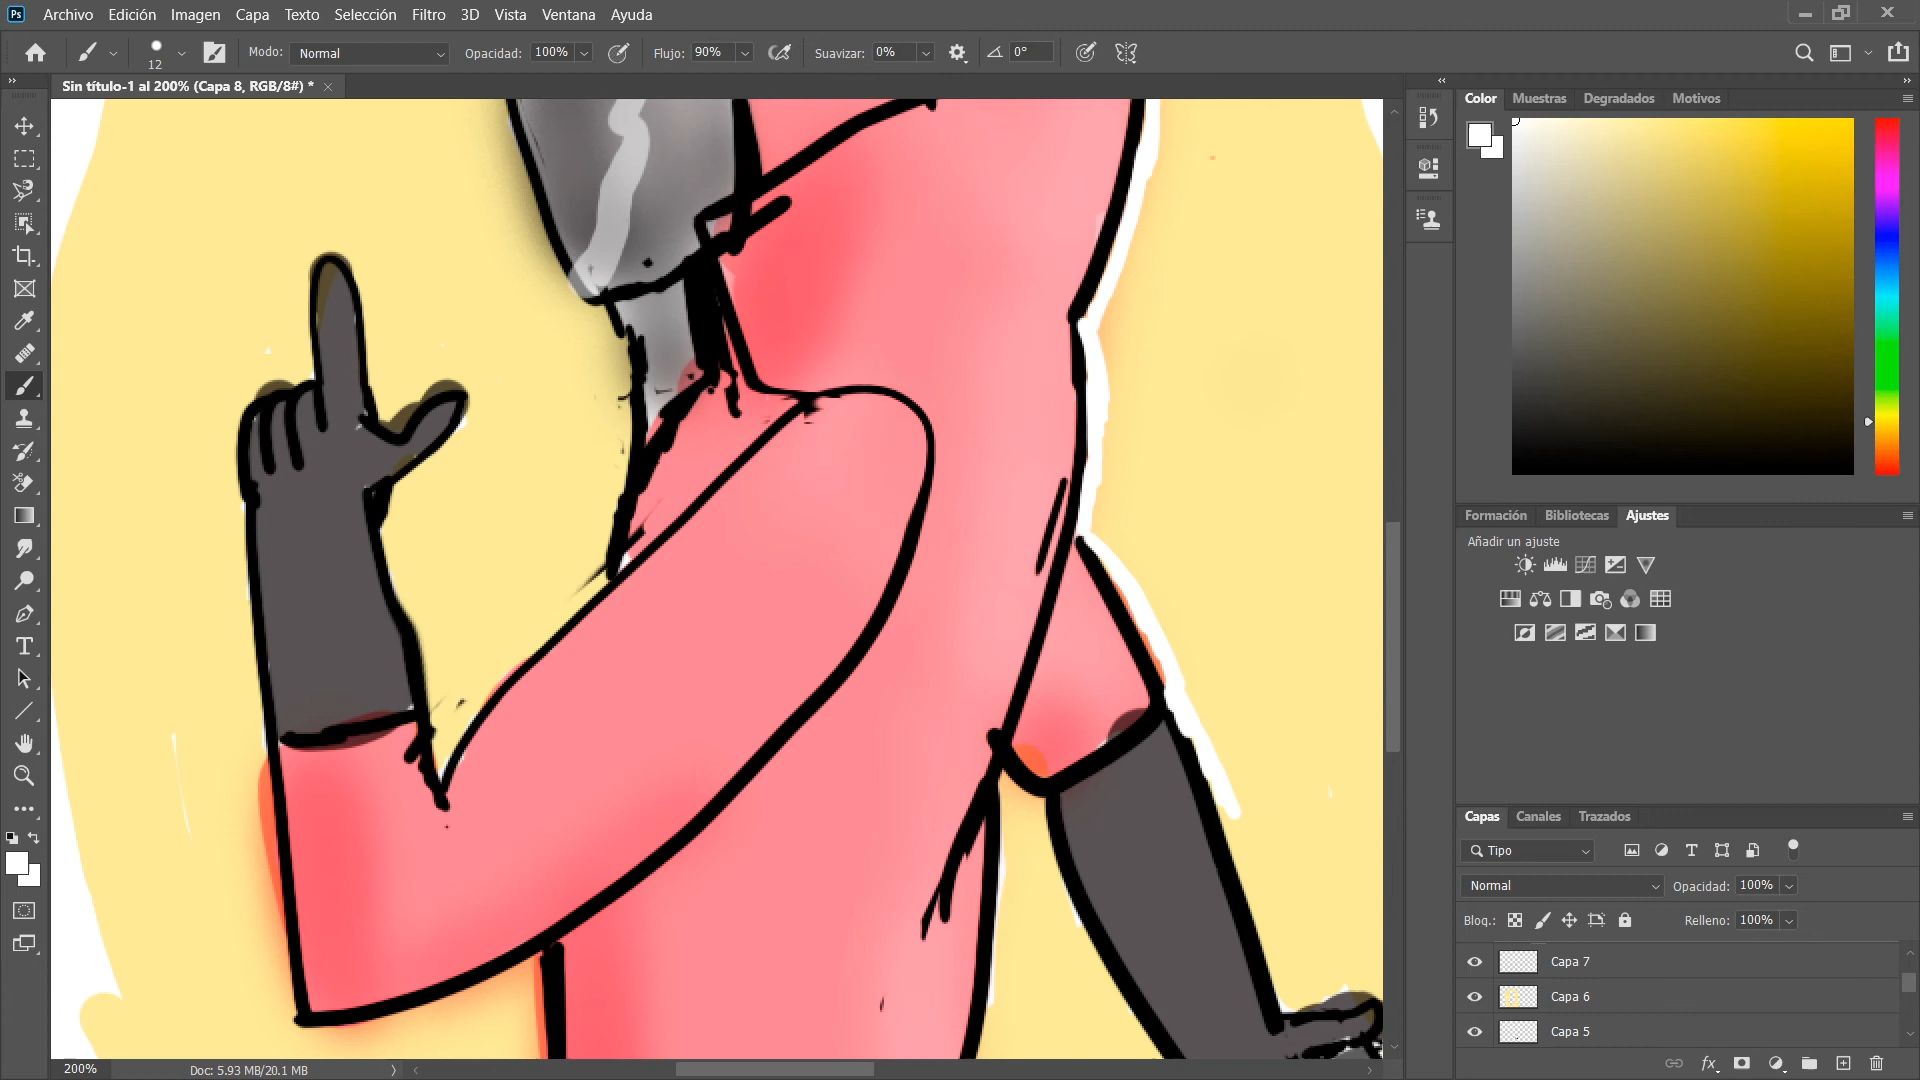 Ps Archivo Edición Imagen Capa Texto Selección Filtro 3D Vista Ventana Ayuda
12 Modo: Normal Opacidad: 100% Flujo: 90% Suavizar: 0% 0°
Sin título-1 al 200% (Capa 8, RGB/8#) *
Color Muestras Degradados Motivos
Formación Bibliotecas Ajustes
Añadir un ajuste
Capas Canales Trazados
Tipo
Normal Opacidad: 100%
Bloq.: Relleno: 100%
Capa 7
Capa 6
Capa 5
fx
200% Doc: 5.93 MB/20.1 MB